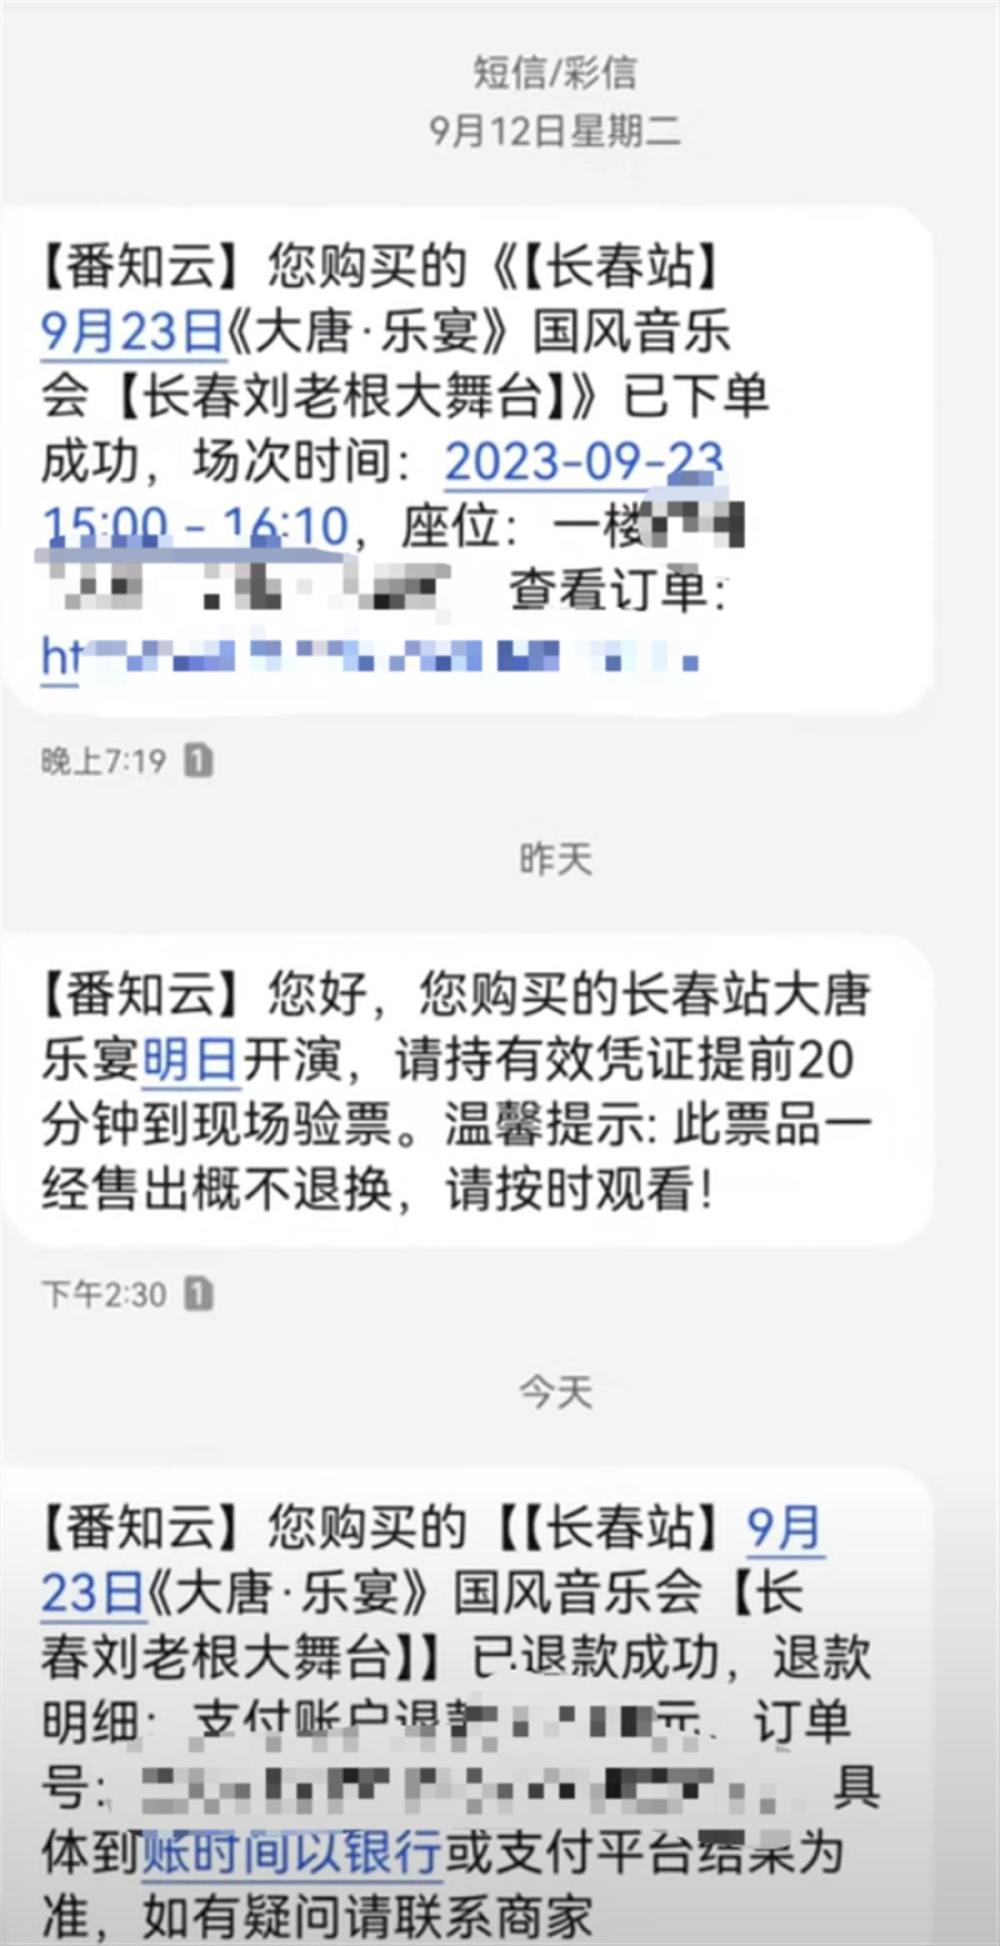 短信/彩信
9月12日星期二
【番知云】您购买的《【长春站】
9月23日《大唐·乐宴》国风音乐
会【长春刘老根大舞台】》已下单
成功，场次时间：2023-09-23
15:00 - 16:10，座位：一楼
查看订单：
ht
晚上7:19 1
昨天
【番知云】您好，您购买的长春站大唐
乐宴明日开演，请持有效凭证提前20
分钟到现场验票。温馨提示: 此票品一
经售出概不退换，请按时观看！
下午2:30 1
今天
【番知云】您购买的【【长春站】9月
23日《大唐·乐宴》国风音乐会【长
春刘老根大舞台】】已退款成功，退款
明细：支付账户退款 元、订单
号： 具
体到账时间以银行或支付平台结果为
准，如有疑问请联系商家